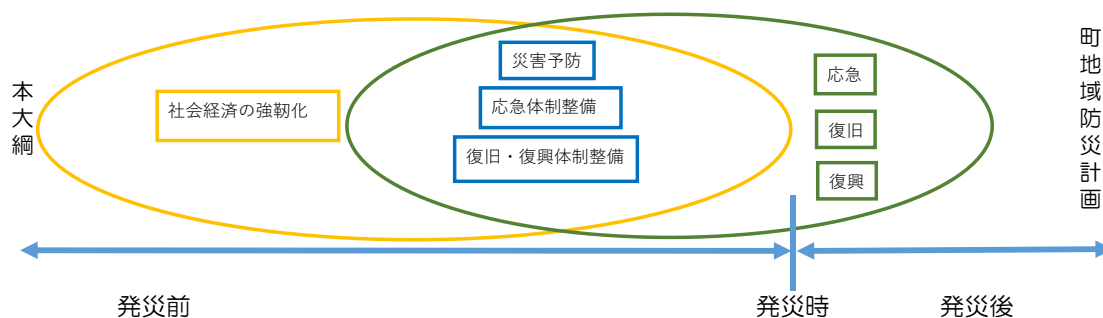 本大綱
社会経済の強靭化
災害予防
応急体制整備
復旧・復興体制整備
応急
復旧
復興
町地域防災計画
発災前
発災時
発災後